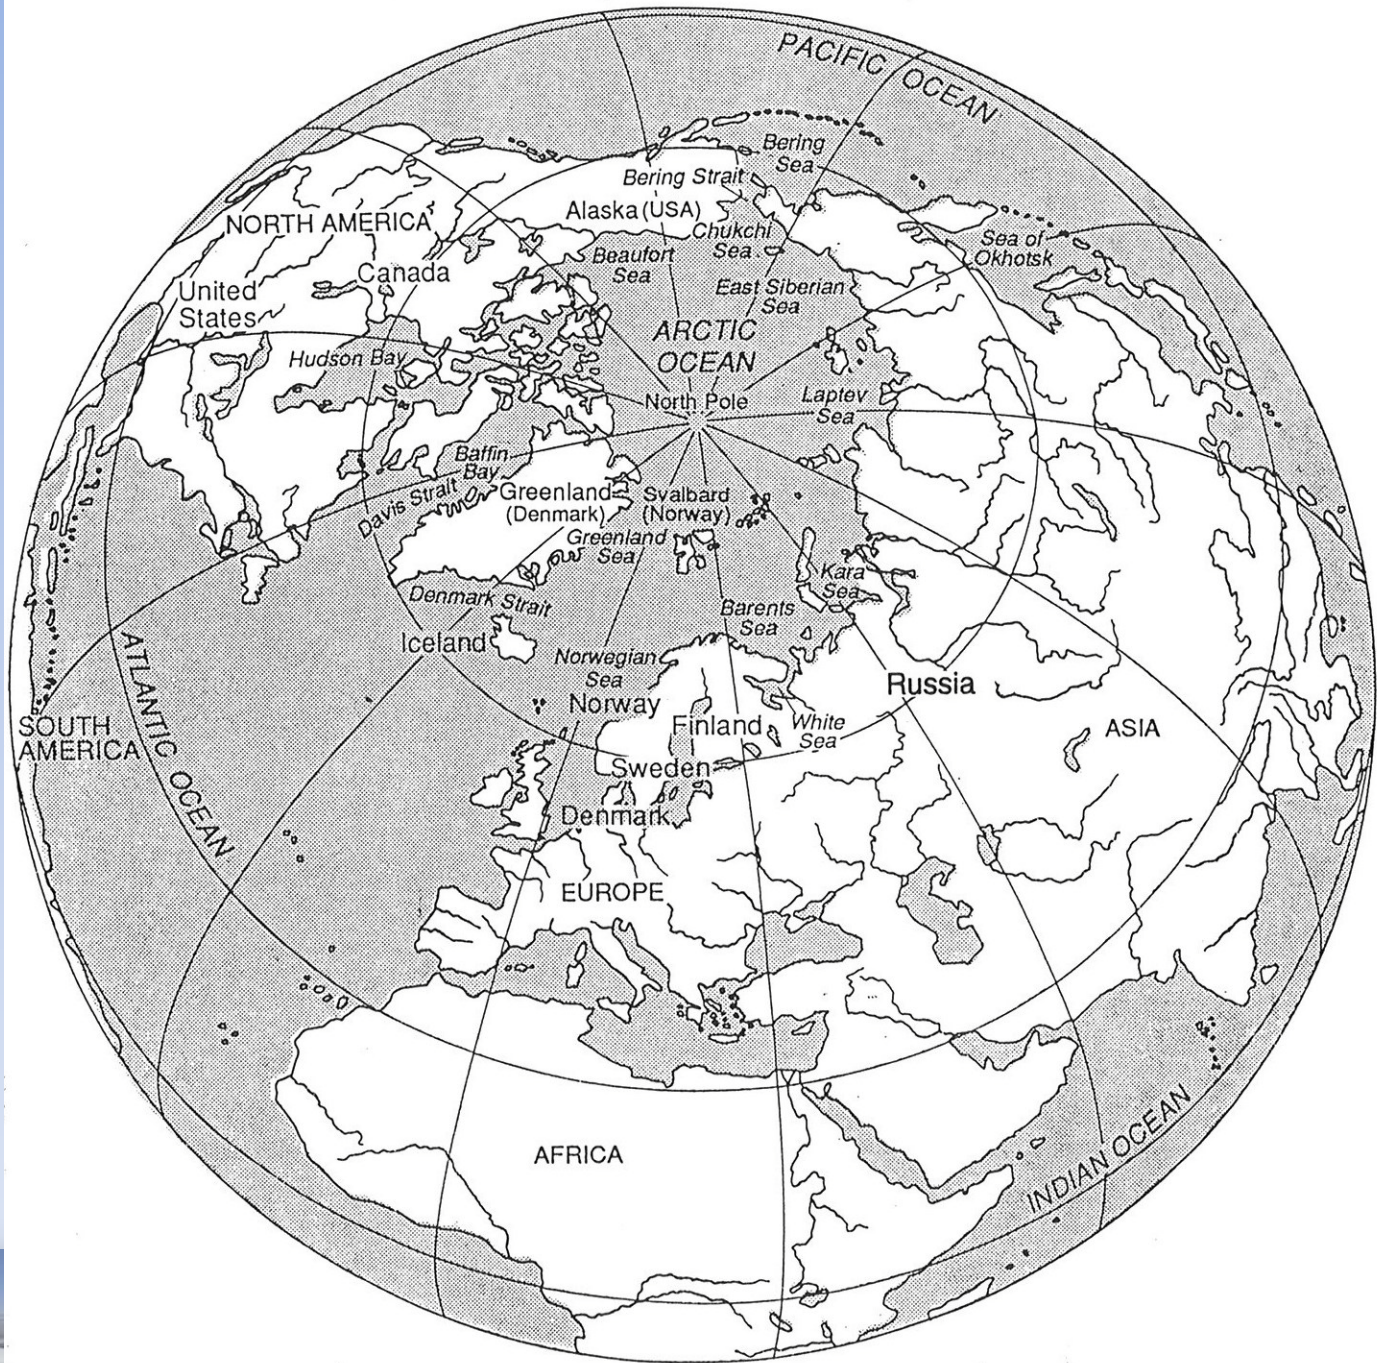 PACIFIC OCEAN
Bering
Sea
Bering Strait
Alaska (USA)
NORTH AMERICA
Chukchi
Sea
Sea of
Okhotsk
Beaufort
Sea
Canada
East Siberian
Sea
United
States
ARCTIC
OCEAN
Hudson Bay
North Pole
Laptev
Sea
Baffin
Bay
Davis Strait
Greenland
(Denmark)
Svalbard
(Norway)
Greenland
Sea
Kara
Sea
Denmark Strait
Barents
Sea
Iceland
Norwegian
Sea
Russia
Norway
Finland
White
Sea
ASIA
SOUTH
AMERICA
ATLANTIC OCEAN
Sweden
Denmark
EUROPE
AFRICA
INDIAN OCEAN